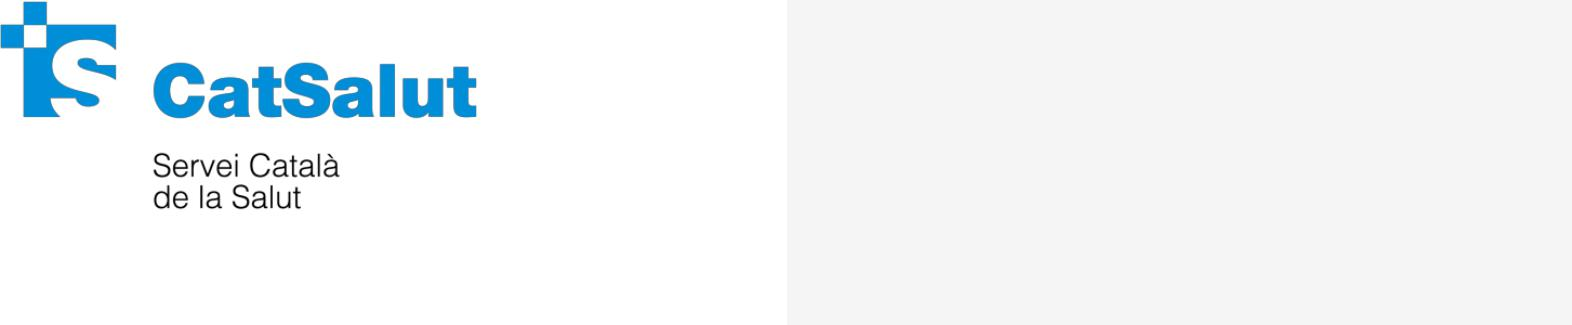 S
CatSalut
Servei Català
de la Salut